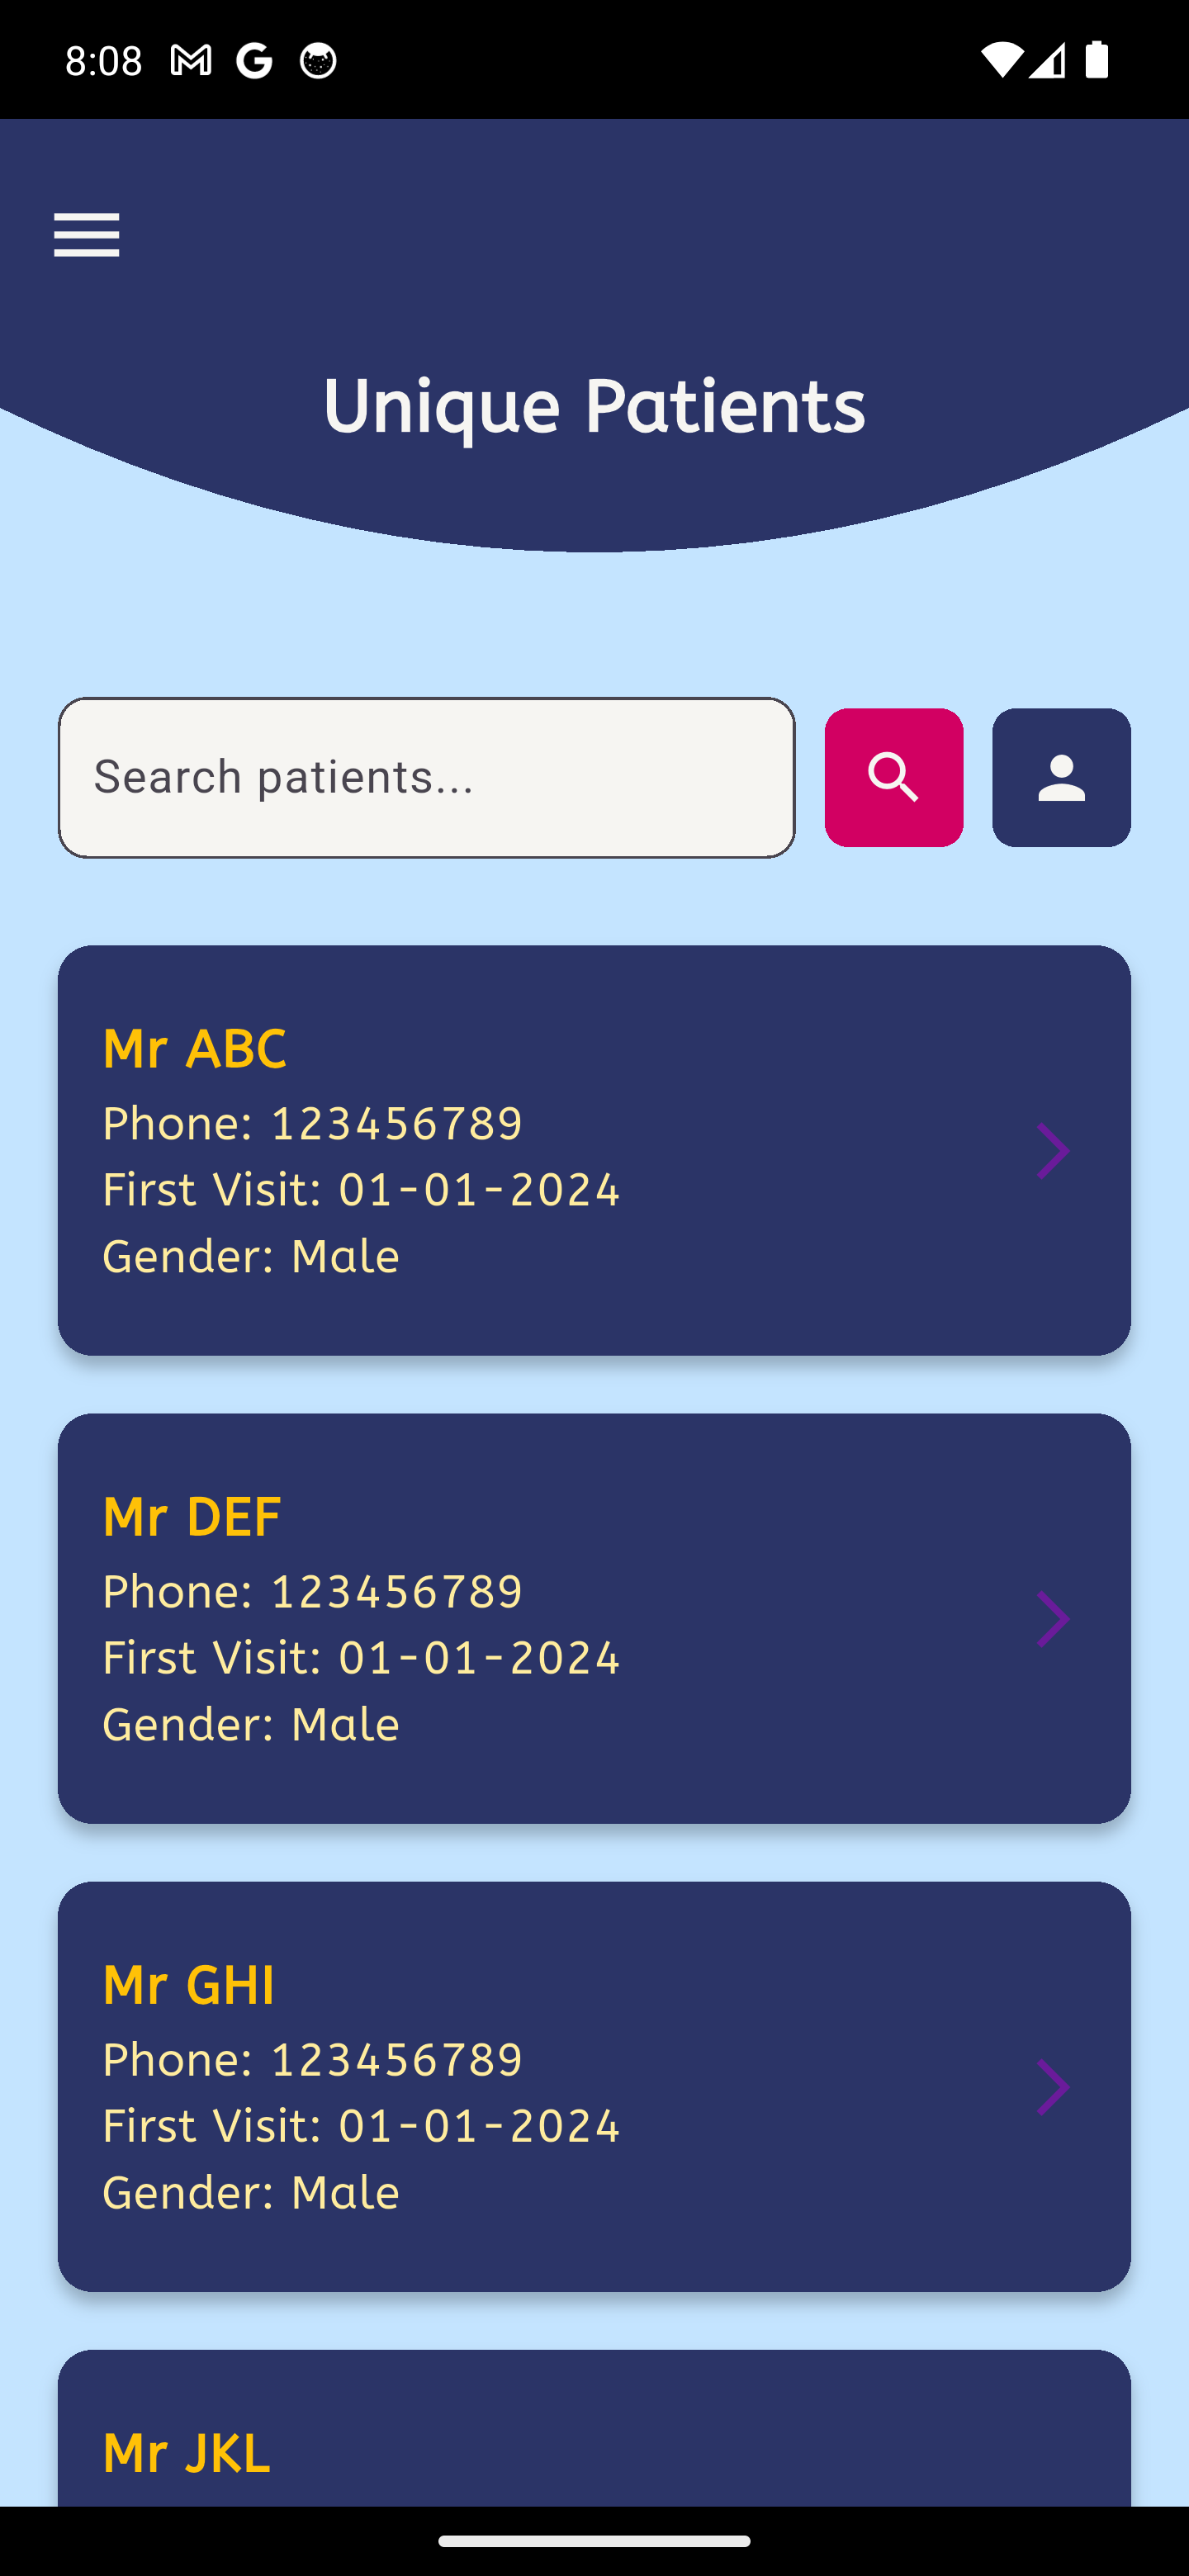 8:08
Unique Patients
Search patients...
Mr ABC
Phone: 123456789
First Visit: 01-01-2024
Gender: Male
Mr DEF
Phone: 123456789
First Visit: 01-01-2024
Gender: Male
Mr GHI
Phone: 123456789
First Visit: 01-01-2024
Gender: Male
Mr JKL